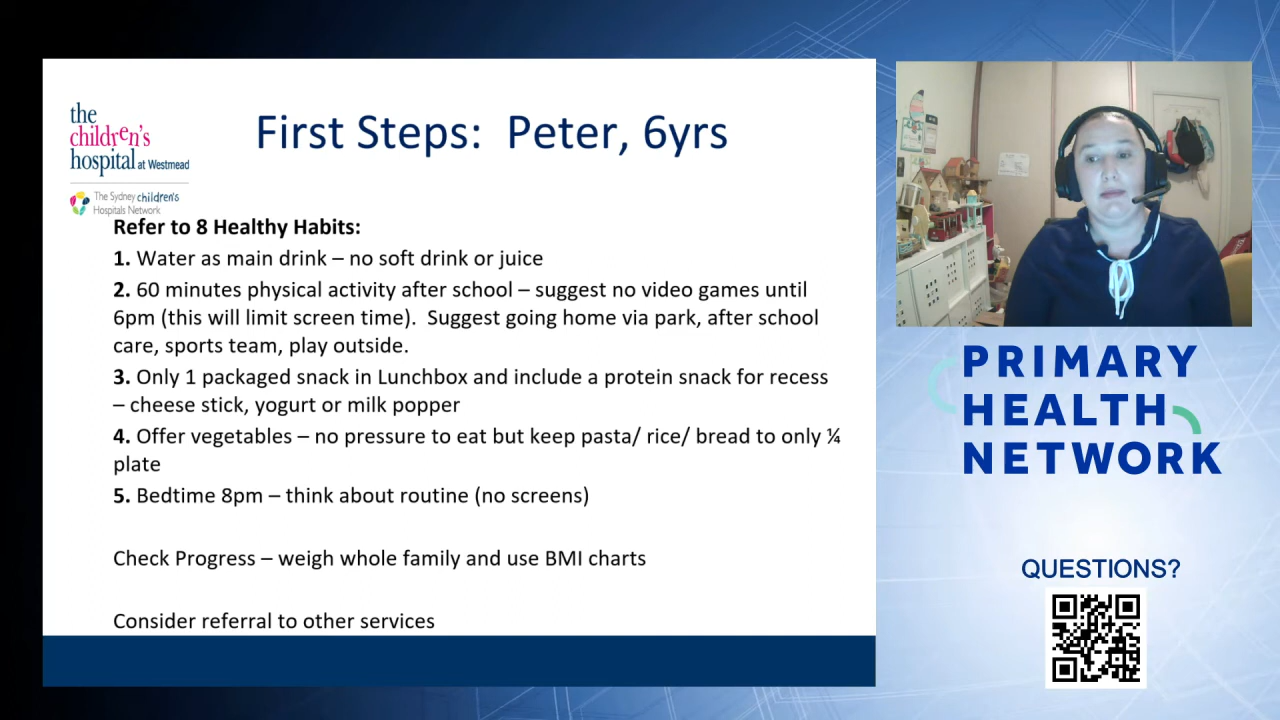 the
children's
hospital at Westmead
The Sydney children's
Hospitals Network
First Steps:  Peter, 6yrs
Refer to 8 Healthy Habits:
1. Water as main drink – no soft drink or juice
2. 60 minutes physical activity after school – suggest no video games until
6pm (this will limit screen time).  Suggest going home via park, after school
care, sports team, play outside.
3. Only 1 packaged snack in Lunchbox and include a protein snack for recess
– cheese stick, yogurt or milk popper
4. Offer vegetables – no pressure to eat but keep pasta/ rice/ bread to only ¼
plate
5. Bedtime 8pm – think about routine (no screens)
Check Progress – weigh whole family and use BMI charts
Consider referral to other services
PRIMARY
HEALTH
NETWORK
QUESTIONS?